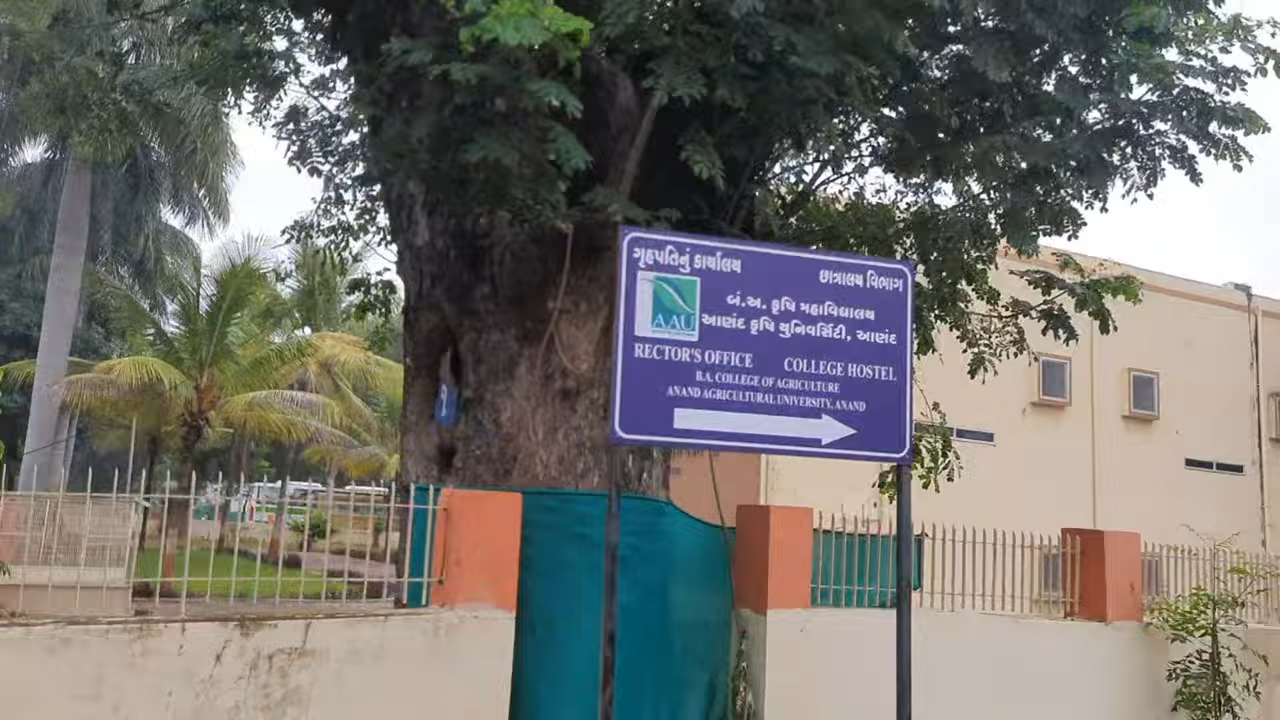 ગૃહપતિનું કાર્યાલય
છાત્રાલય વિભાગ
બં.અ. કૃષિ મહાવિદ્યાલય
આણંદ કૃષિ યુનિવર્સિટી, આણંદ
AAU
RECTOR'S OFFICE COLLEGE HOSTEL
B.A. COLLEGE OF AGRICULTURE
ANAND AGRICULTURAL UNIVERSITY, ANAND